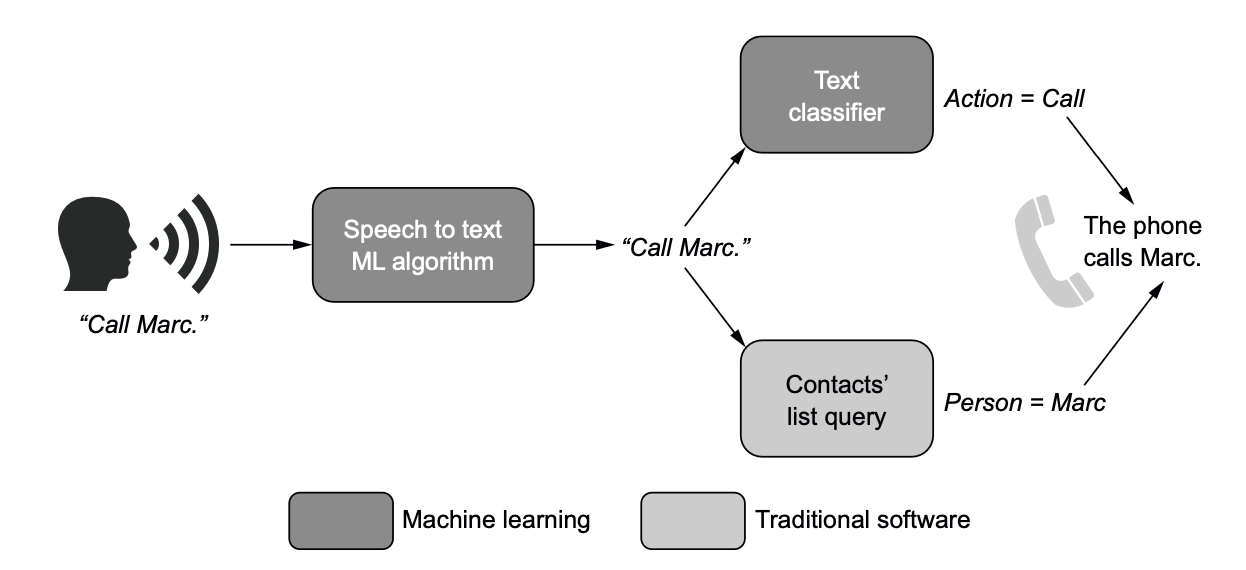 “Call Marc.”
Speech to text
ML algorithm
“Call Marc.”
Text
classifier
Action = Call
Contacts’
list query
Person = Marc
The phone
calls Marc.
Machine learning
Traditional software